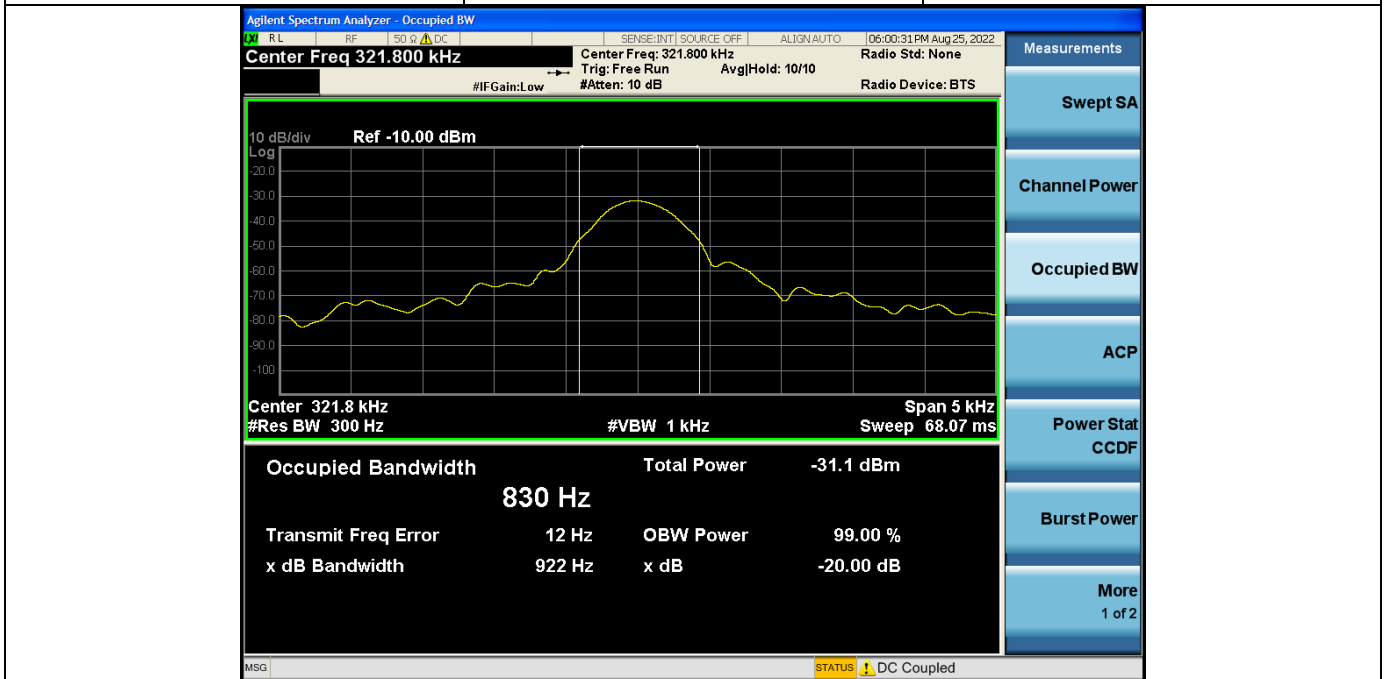 Agilent Spectrum Analyzer - Occupied BW
LXI RL RF 50 Ω DC SENSE:INT SOURCE OFF ALIGN AUTO 06:00:31 PM Aug 25, 2022
Center Freq 321.800 kHz
Center Freq: 321.800 kHz Radio Std: None
Trig: Free Run Avg|Hold: 10/10
#IFGain:Low #Atten: 10 dB Radio Device: BTS
10 dB/div Ref -10.00 dBm
Log
-20.0
-30.0
-40.0
-50.0
-60.0
-70.0
-80.0
-90.0
-100
Center 321.8 kHz Span 5 kHz
#Res BW 300 Hz #VBW 1 kHz Sweep 68.07 ms
Occupied Bandwidth Total Power -31.1 dBm
830 Hz
Transmit Freq Error 12 Hz OBW Power 99.00 %
x dB Bandwidth 922 Hz x dB -20.00 dB
MSG STATUS DC Coupled
Measurements
Swept SA
Channel Power
Occupied BW
ACP
Power Stat
CCDF
Burst Power
More
1 of 2